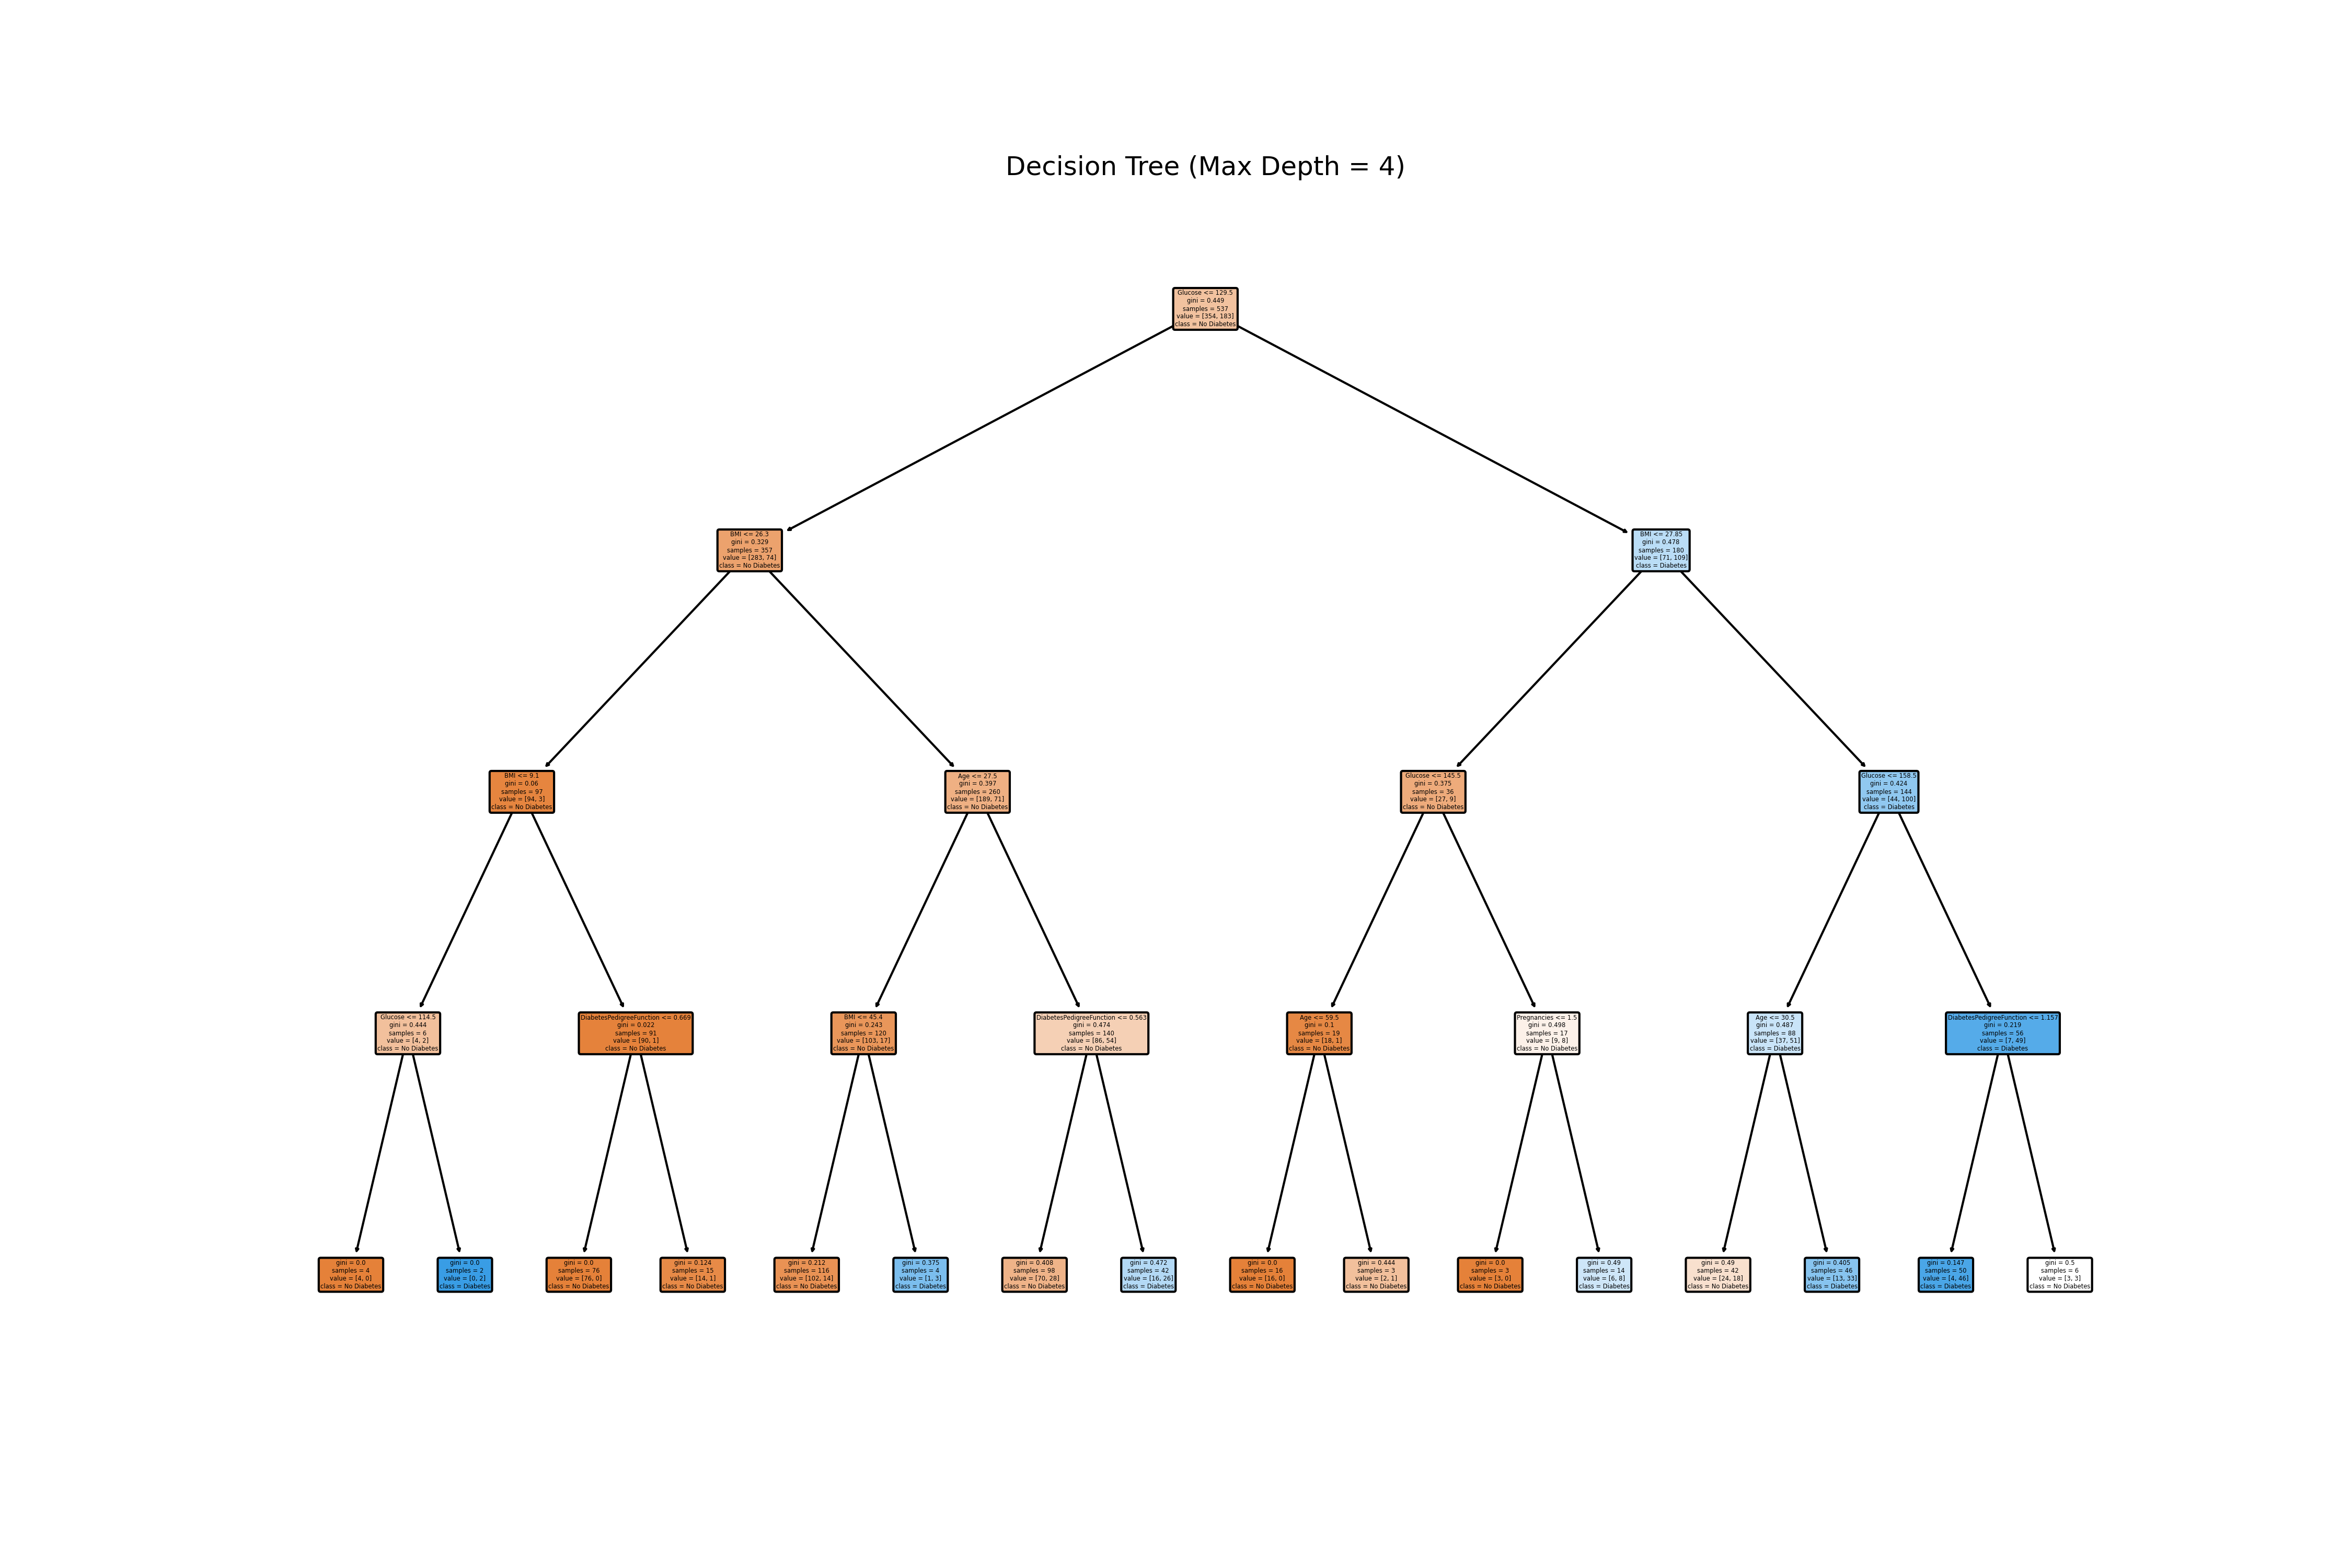 Decision Tree (Max Depth = 4)
Glucose <= 129.5
gini = 0.449
samples = 537
value = [354, 183]
class = No Diabetes
BMI <= 26.3
gini = 0.329
samples = 357
value = [283, 74]
class = No Diabetes
BMI <= 27.85
gini = 0.478
samples = 180
value = [71, 109]
class = Diabetes
BMI <= 9.1
gini = 0.06
samples = 97
value = [94, 3]
class = No Diabetes
Age <= 27.5
gini = 0.397
samples = 260
value = [189, 71]
class = No Diabetes
Glucose <= 145.5
gini = 0.375
samples = 36
value = [27, 9]
class = No Diabetes
Glucose <= 158.5
gini = 0.424
samples = 144
value = [44, 100]
class = Diabetes
Glucose <= 114.5
gini = 0.444
samples = 6
value = [4, 2]
class = No Diabetes
DiabetesPedigreeFunction <= 0.669
gini = 0.022
samples = 91
value = [90, 1]
class = No Diabetes
BMI <= 45.4
gini = 0.243
samples = 120
value = [103, 17]
class = No Diabetes
DiabetesPedigreeFunction <= 0.563
gini = 0.474
samples = 140
value = [86, 54]
class = No Diabetes
Age <= 59.5
gini = 0.1
samples = 19
value = [18, 1]
class = No Diabetes
Pregnancies <= 1.5
gini = 0.498
samples = 17
value = [9, 8]
class = No Diabetes
Age <= 30.5
gini = 0.487
samples = 88
value = [37, 51]
class = Diabetes
DiabetesPedigreeFunction <= 1.157
gini = 0.219
samples = 56
value = [7, 49]
class = Diabetes
gini = 0.0
samples = 4
value = [4, 0]
class = No Diabetes
gini = 0.0
samples = 2
value = [0, 2]
class = Diabetes
gini = 0.0
samples = 76
value = [76, 0]
class = No Diabetes
gini = 0.124
samples = 15
value = [14, 1]
class = No Diabetes
gini = 0.212
samples = 116
value = [102, 14]
class = No Diabetes
gini = 0.375
samples = 4
value = [1, 3]
class = Diabetes
gini = 0.408
samples = 98
value = [70, 28]
class = No Diabetes
gini = 0.472
samples = 42
value = [16, 26]
class = Diabetes
gini = 0.0
samples = 16
value = [16, 0]
class = No Diabetes
gini = 0.444
samples = 3
value = [2, 1]
class = No Diabetes
gini = 0.0
samples = 3
value = [3, 0]
class = No Diabetes
gini = 0.49
samples = 14
value = [6, 8]
class = Diabetes
gini = 0.49
samples = 42
value = [24, 18]
class = No Diabetes
gini = 0.405
samples = 46
value = [13, 33]
class = Diabetes
gini = 0.147
samples = 50
value = [4, 46]
class = Diabetes
gini = 0.5
samples = 6
value = [3, 3]
class = No Diabetes